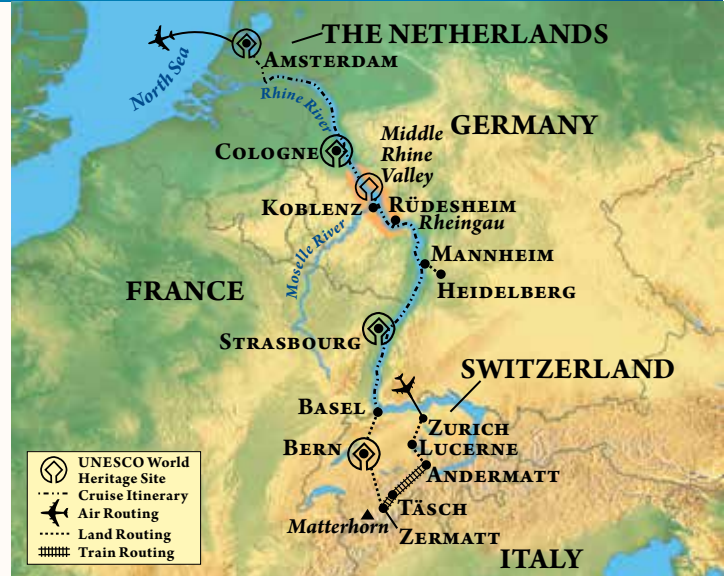 THE NETHERLANDS
AMSTERDAM
North Sea
Rhine River
Middle
Rhine
Valley
GERMANY
COLOGNE
KOBLENZ
RÜDESHEIM
Rheingau
Moselle River
MANNHEIM
HEIDELBERG
FRANCE
STRASBOURG
SWITZERLAND
BASEL
ZURICH
BERN
LUCERNE
ANDERMATT
TÄSCH
Matterhorn
ZERMATT
ITALY
UNESCO World
Heritage Site
Cruise Itinerary
Air Routing
Land Routing
Train Routing